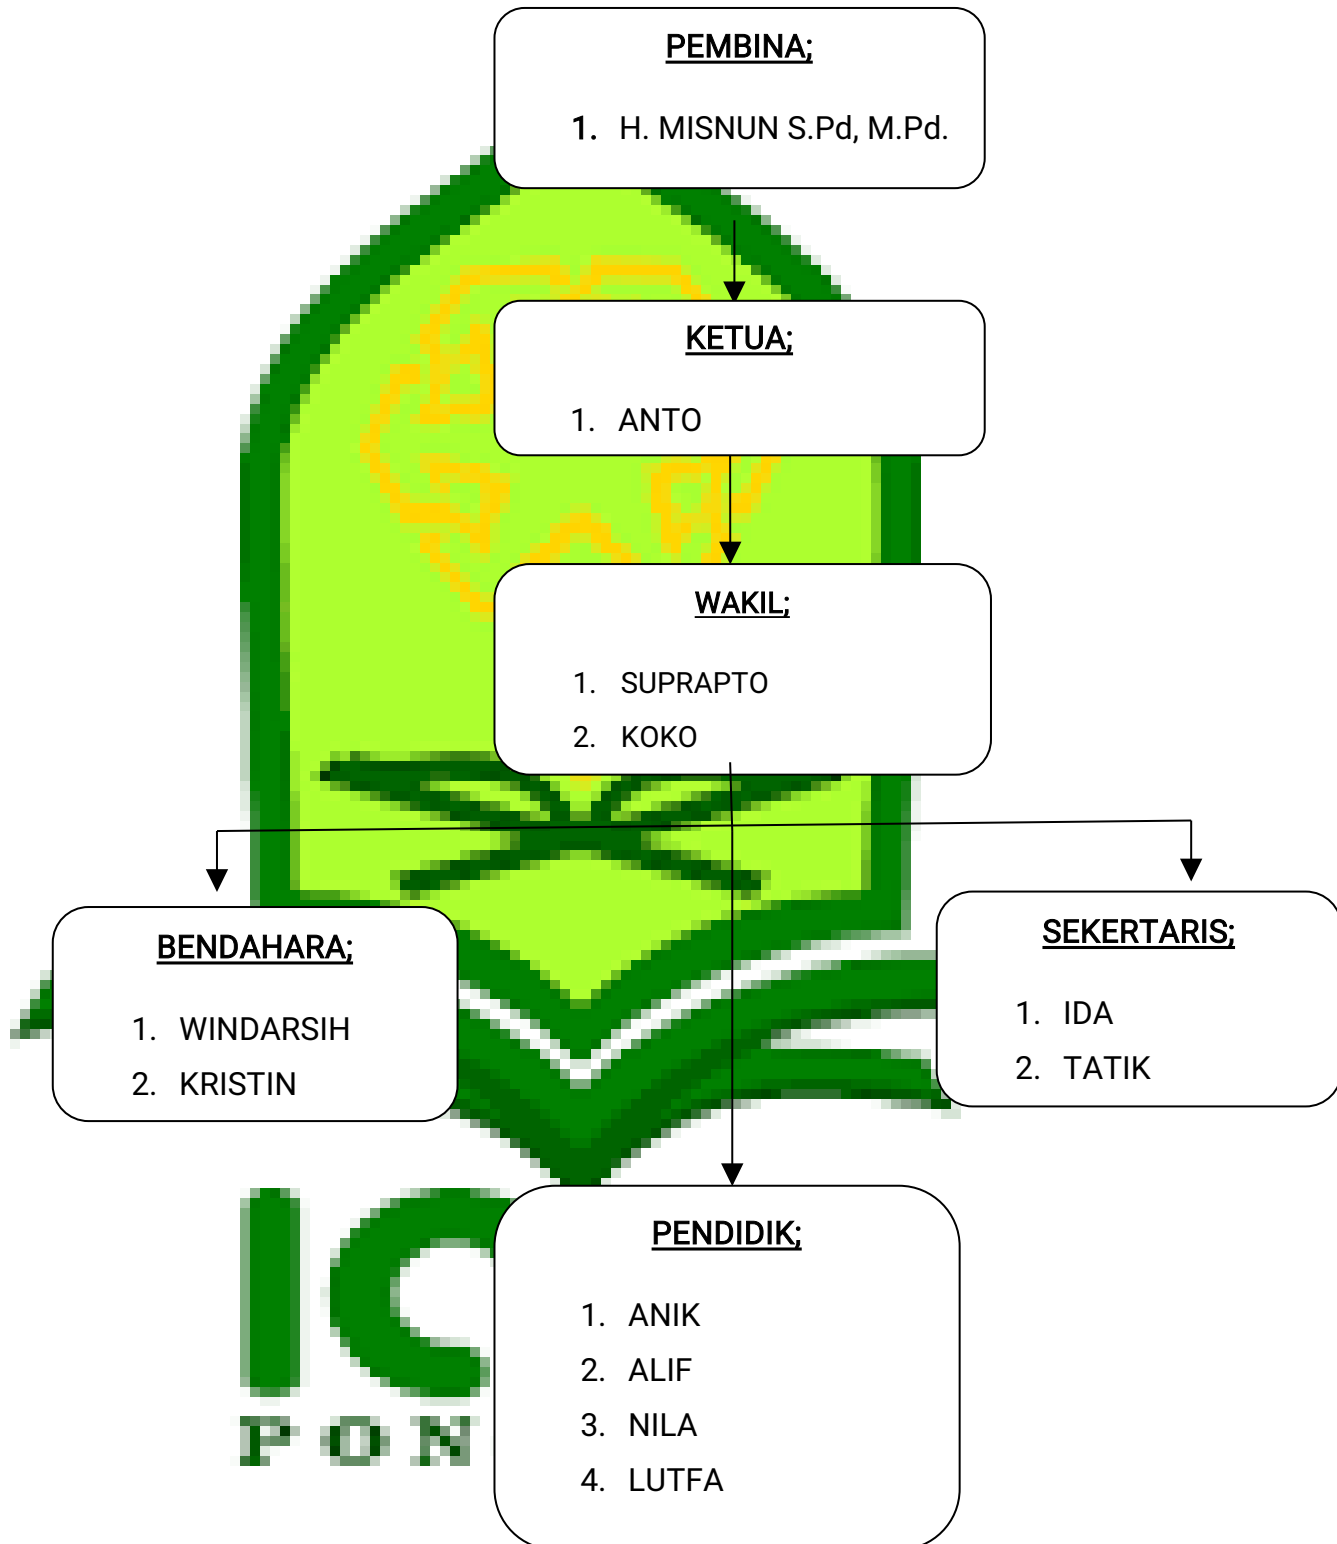 PEMBINA;
1. H. MISNUN S.Pd, M.Pd.
KETUA;
1. ANTO
WAKIL;
1. SUPRAPTO
2. KOKO
BENDAHARA;
1. WINDARSIH
2. KRISTIN
SEKERTARIS;
1. IDA
2. TATIK
PENDIDIK;
1. ANIK
2. ALIF
3. NILA
4. LUTFA
IC
PON